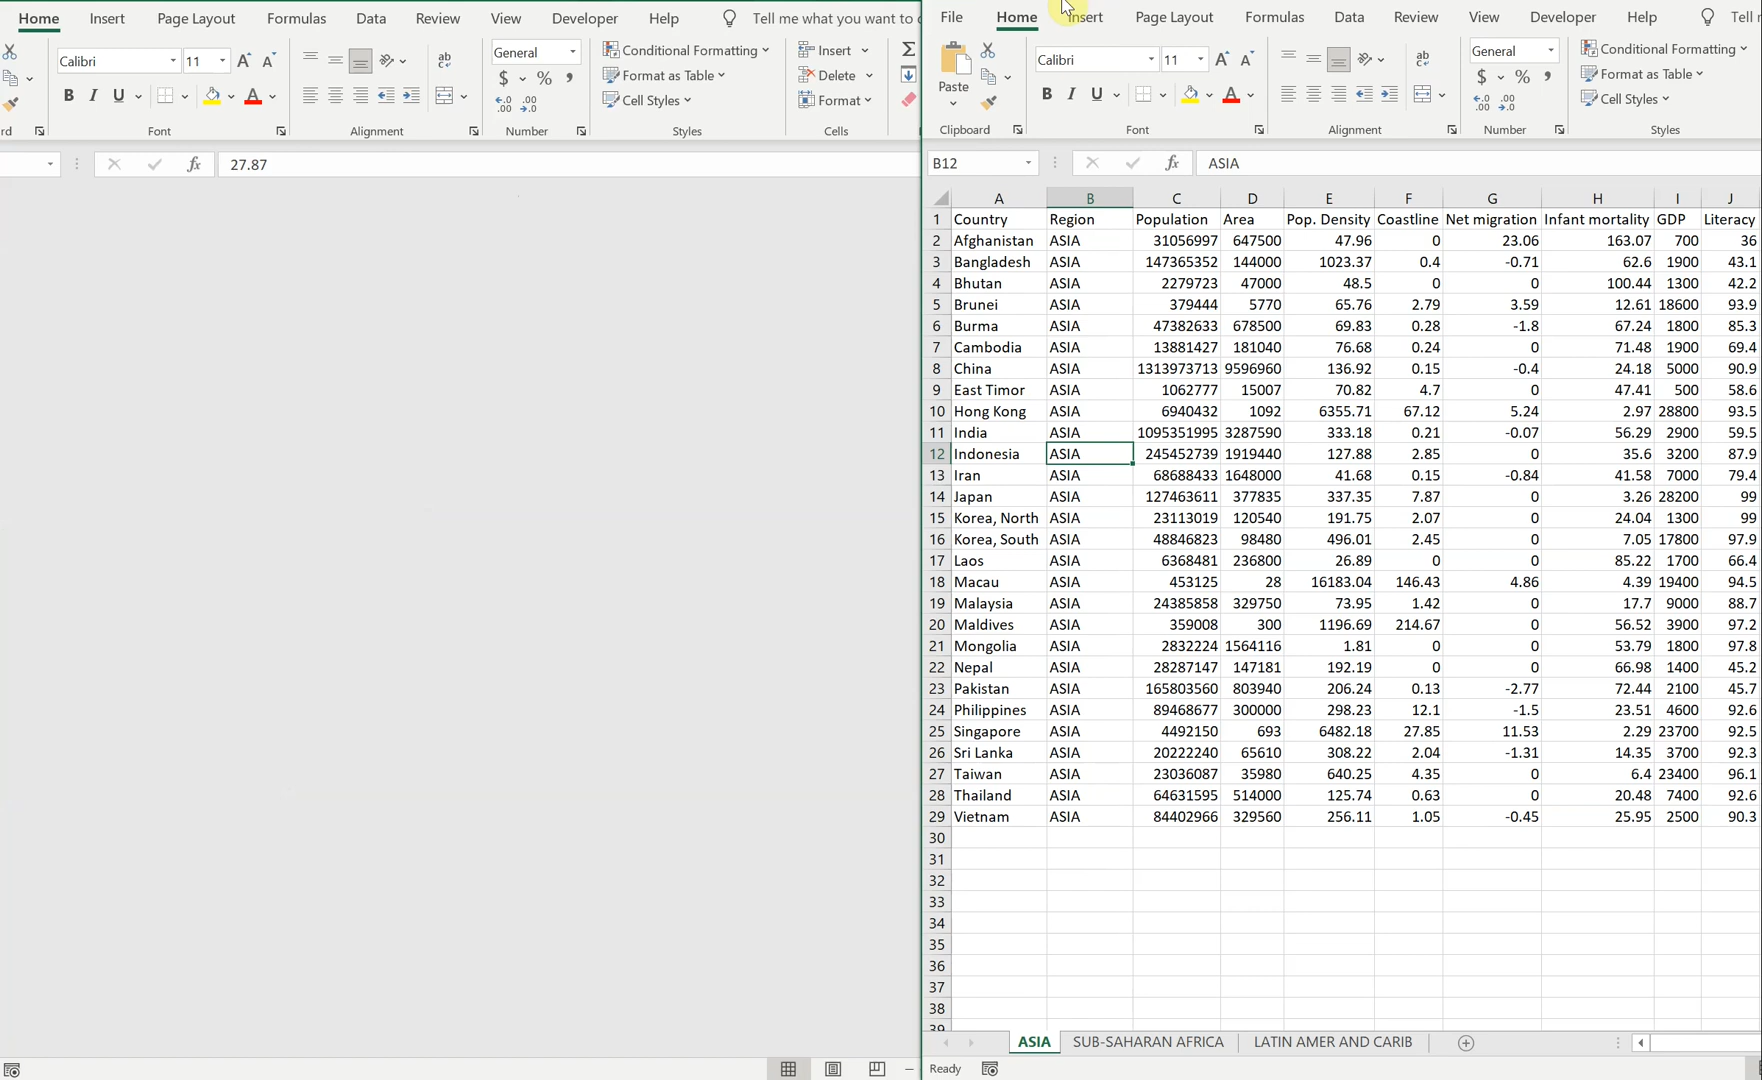 Home Insert Page Layout Formulas Data Review View Developer Help Tell me what you want to
Calibri 11 General Conditional Formatting Insert
B I U $ % , Format as Table Delete
Cell Styles Format
Font Alignment Number Styles Cells
fx 27.87
File Home Insert Page Layout Formulas Data Review View Developer Help Tell
Paste Calibri 11 General Conditional Formatting
B I U $ % , Format as Table
Cell Styles
Clipboard Font Alignment Number Styles
B12 fx ASIA
A B C D E F G H I J
1 Country Region Population Area Pop. Density Coastline Net migration Infant mortality GDP Literacy
2 Afghanistan ASIA 31056997 647500 47.96 0 23.06 163.07 700 36
3 Bangladesh ASIA 147365352 144000 1023.37 0.4 -0.71 62.6 1900 43.1
4 Bhutan ASIA 2279723 47000 48.5 0 0 100.44 1300 42.2
5 Brunei ASIA 379444 5770 65.76 2.79 3.59 12.61 18600 93.9
6 Burma ASIA 47382633 678500 69.83 0.28 -1.8 67.24 1800 85.3
7 Cambodia ASIA 13881427 181040 76.68 0.24 0 71.48 1900 69.4
8 China ASIA 1313973713 9596960 136.92 0.15 -0.4 24.18 5000 90.9
9 East Timor ASIA 1062777 15007 70.82 4.7 0 47.41 500 58.6
10 Hong Kong ASIA 6940432 1092 6355.71 67.12 5.24 2.97 28800 93.5
11 India ASIA 1095351995 3287590 333.18 0.21 -0.07 56.29 2900 59.5
12 Indonesia ASIA 245452739 1919440 127.88 2.85 0 35.6 3200 87.9
13 Iran ASIA 68688433 1648000 41.68 0.15 -0.84 41.58 7000 79.4
14 Japan ASIA 127463611 377835 337.35 7.87 0 3.26 28200 99
15 Korea, North ASIA 23113019 120540 191.75 2.07 0 24.04 1300 99
16 Korea, South ASIA 48846823 98480 496.01 2.45 0 7.05 17800 97.9
17 Laos ASIA 6368481 236800 26.89 0 0 85.22 1700 66.4
18 Macau ASIA 453125 28 16183.04 146.43 4.86 4.39 19400 94.5
19 Malaysia ASIA 24385858 329750 73.95 1.42 0 17.7 9000 88.7
20 Maldives ASIA 359008 300 1196.69 214.67 0 56.52 3900 97.2
21 Mongolia ASIA 2832224 1564116 1.81 0 0 53.79 1800 97.8
22 Nepal ASIA 28287147 147181 192.19 0 0 66.98 1400 45.2
23 Pakistan ASIA 165803560 803940 206.24 0.13 -2.77 72.44 2100 45.7
24 Philippines ASIA 89468677 300000 298.23 12.1 -1.5 23.51 4600 92.6
25 Singapore ASIA 4492150 693 6482.18 27.85 11.53 2.29 23700 92.5
26 Sri Lanka ASIA 20222240 65610 308.22 2.04 -1.31 14.35 3700 92.3
27 Taiwan ASIA 23036087 35980 640.25 4.35 0 6.4 23400 96.1
28 Thailand ASIA 64631595 514000 125.74 0.63 0 20.48 7400 92.6
29 Vietnam ASIA 84402966 329560 256.11 1.05 -0.45 25.95 2500 90.3
30
31
32
33
34
35
36
37
38
39
ASIA SUB-SAHARAN AFRICA LATIN AMER AND CARIB
Ready